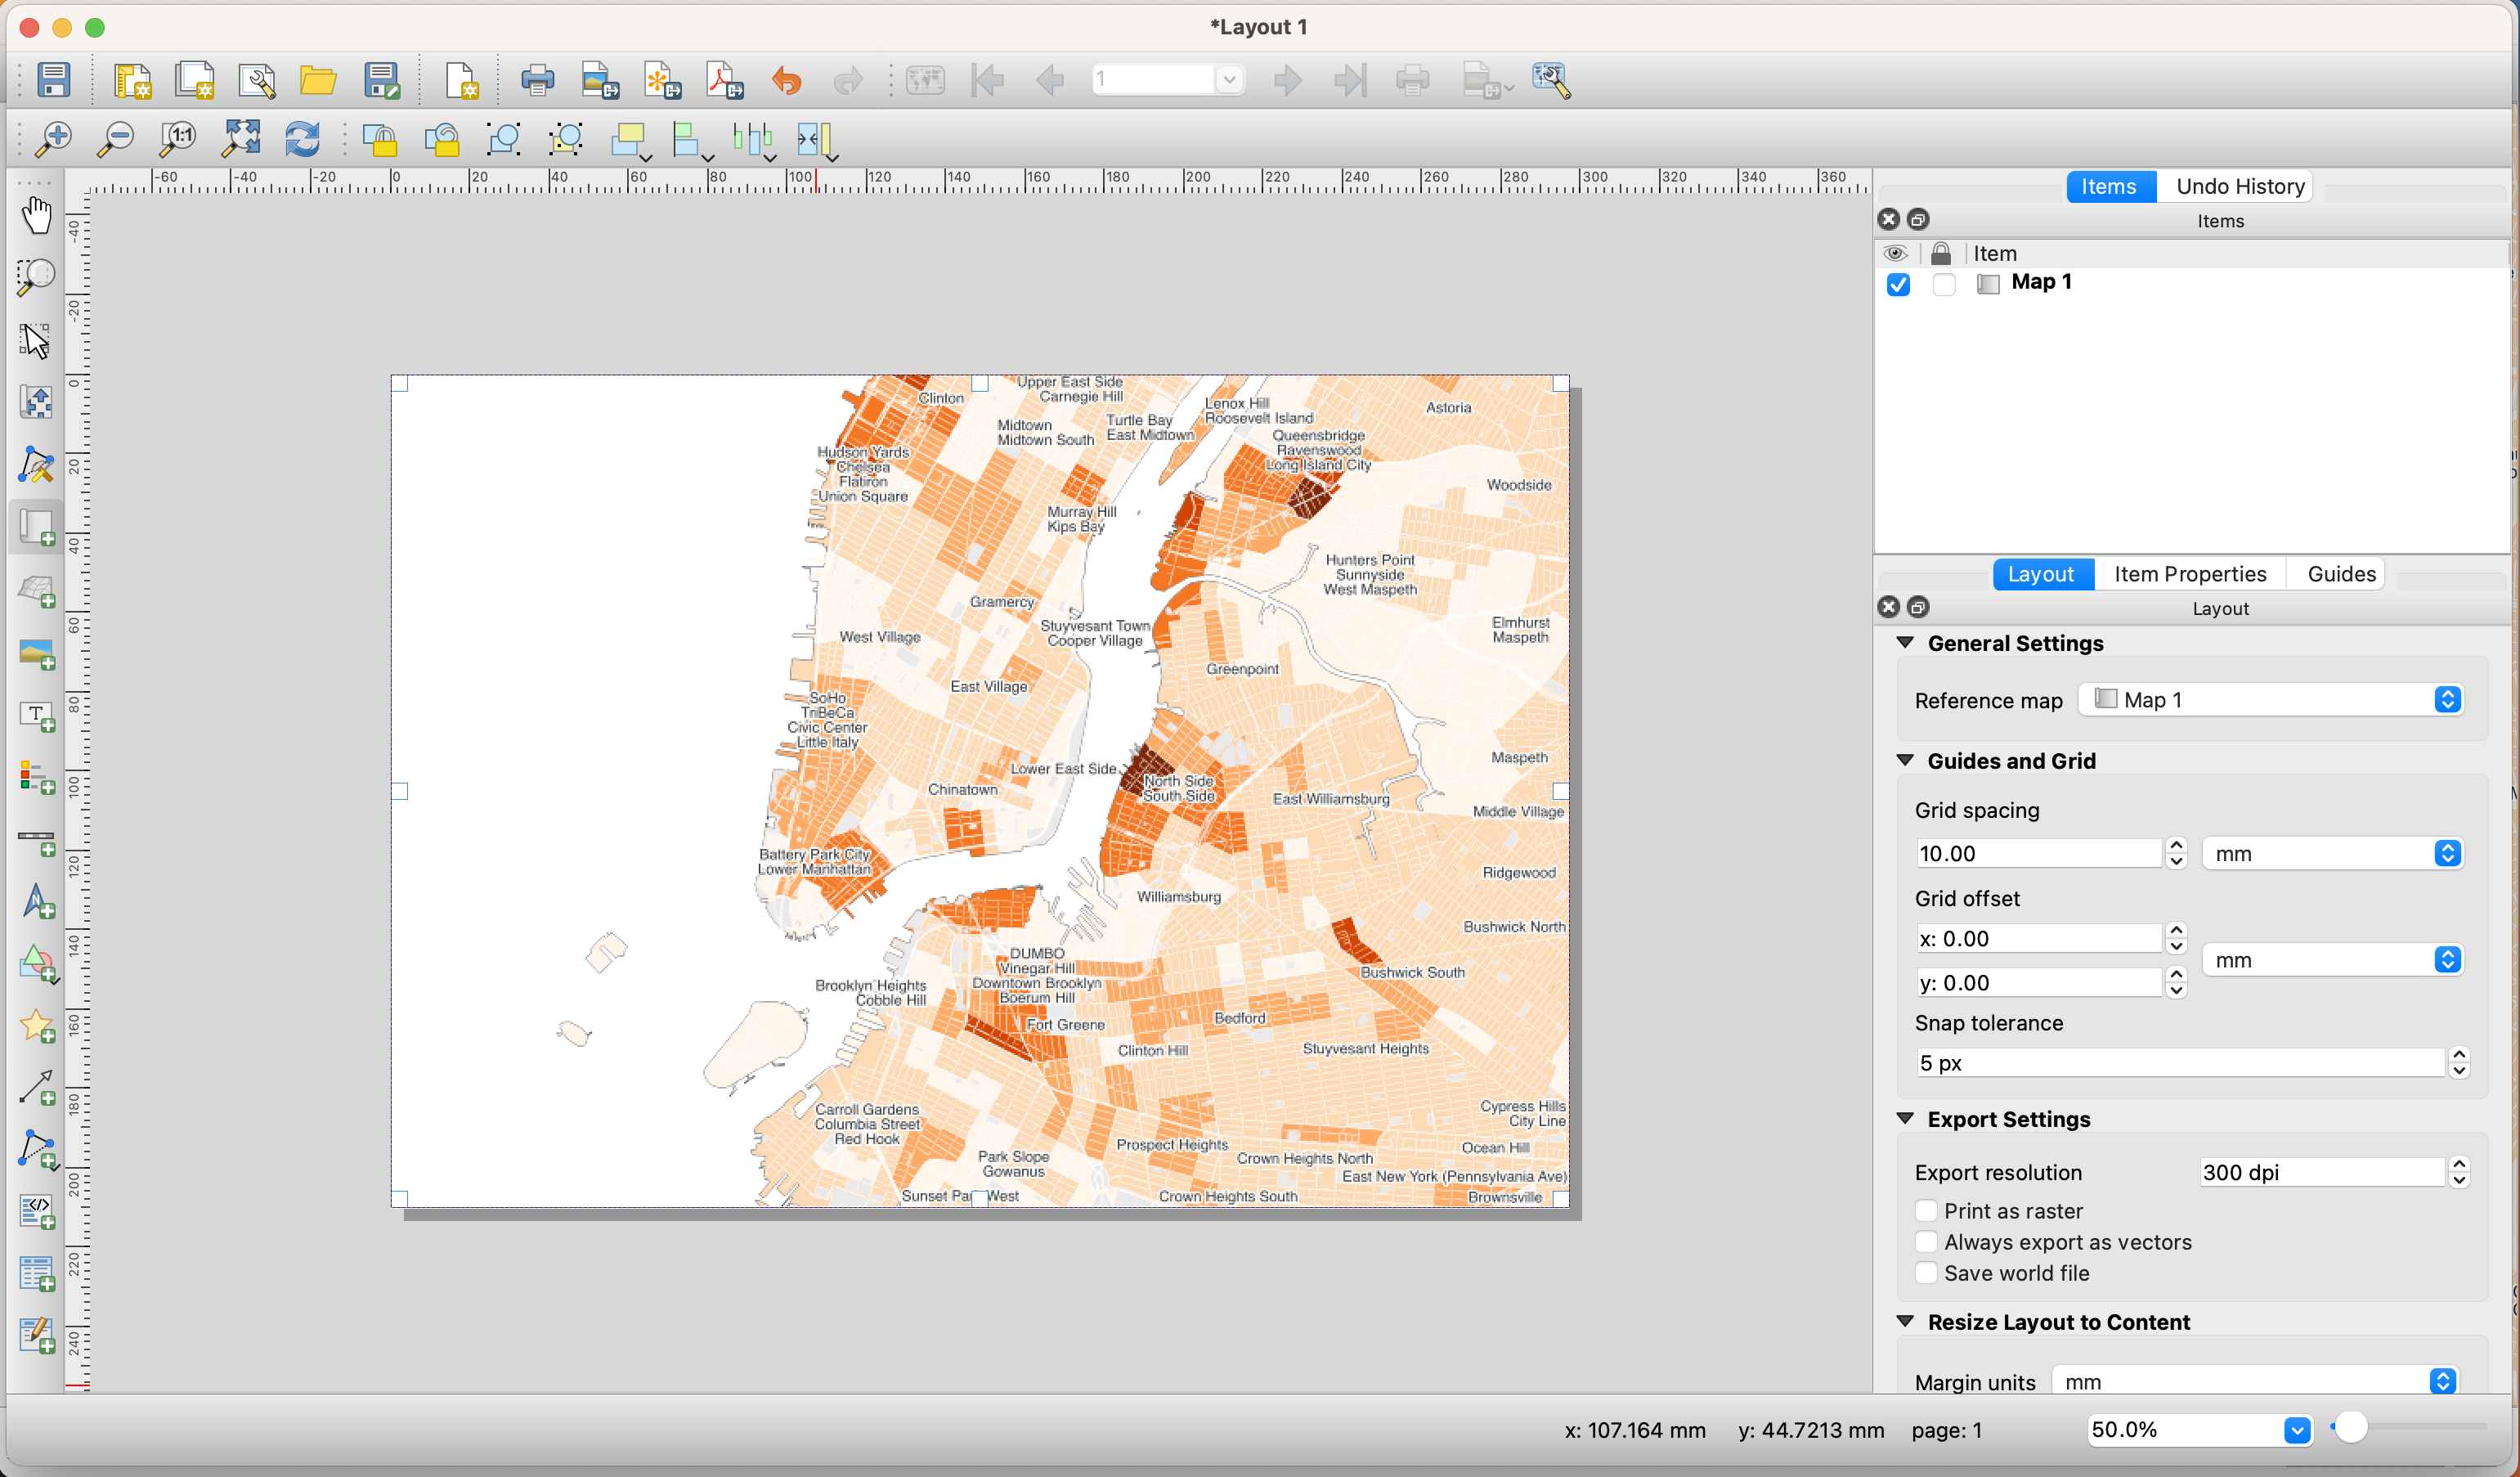 *Layout 1
1
1:1
-60 -40 -20 0 20 40 60 80 100 120 140 160 180 200 220 240 260 280 300 320 340 360
-40
-20
0
20
40
60
80
100
120
140
160
180
200
220
240
T
</>
Upper East Side
Carnegie Hill
Clinton
Lenox Hill
Roosevelt Island
Astoria
Midtown
Midtown South
Turtle Bay
East Midtown
Queensbridge
Ravenswood
Long Island City
Hudson Yards
Chelsea
Flatiron
Union Square
Woodside
Murray Hill
Kips Bay
Hunters Point
Sunnyside
West Maspeth
Gramercy
Stuyvesant Town
Cooper Village
West Village
Elmhurst
Maspeth
Greenpoint
East Village
SoHo
TriBeCa
Civic Center
Little Italy
Maspeth
Lower East Side
North Side
South Side
Chinatown
East Williamsburg
Middle Village
Battery Park City
Lower Manhattan
Ridgewood
Williamsburg
Bushwick North
DUMBO
Vinegar Hill
Downtown Brooklyn
Boerum Hill
Bushwick South
Brooklyn Heights
Cobble Hill
Fort Greene
Bedford
Clinton Hill
Stuyvesant Heights
Carroll Gardens
Columbia Street
Red Hook
Cypress Hills
City Line
Prospect Heights
Ocean Hill
Park Slope
Gowanus
Crown Heights North
East New York (Pennsylvania Ave)
Sunset Park West
Crown Heights South
Brownsville
Items Undo History
Items
Item
Map 1
Layout Item Properties Guides
Layout
General Settings
Reference map Map 1
Guides and Grid
Grid spacing
10.00 mm
Grid offset
x: 0.00
mm
y: 0.00
Snap tolerance
5 px
Export Settings
Export resolution 300 dpi
Print as raster
Always export as vectors
Save world file
Resize Layout to Content
Margin units mm
x: 107.164 mm y: 44.7213 mm page: 1 50.0%